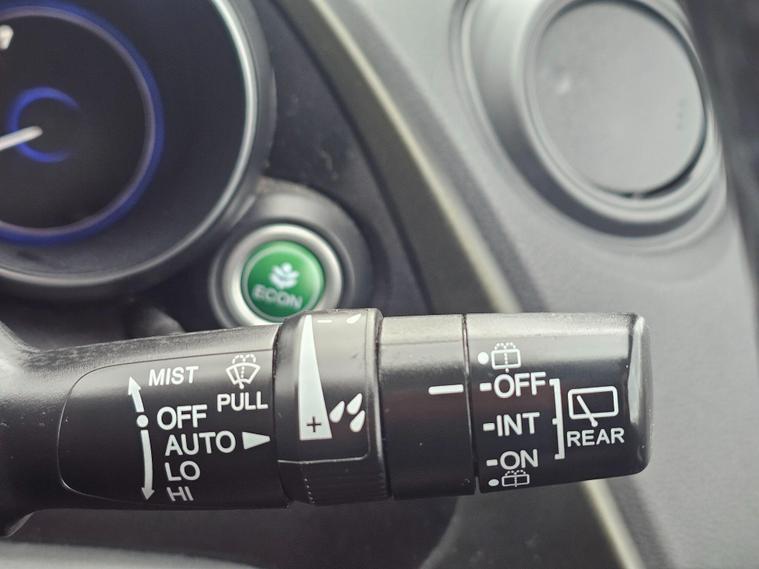 ECON
MIST
PULL
OFF
AUTO
LO
HI
- 
+
OFF
INT
ON
REAR